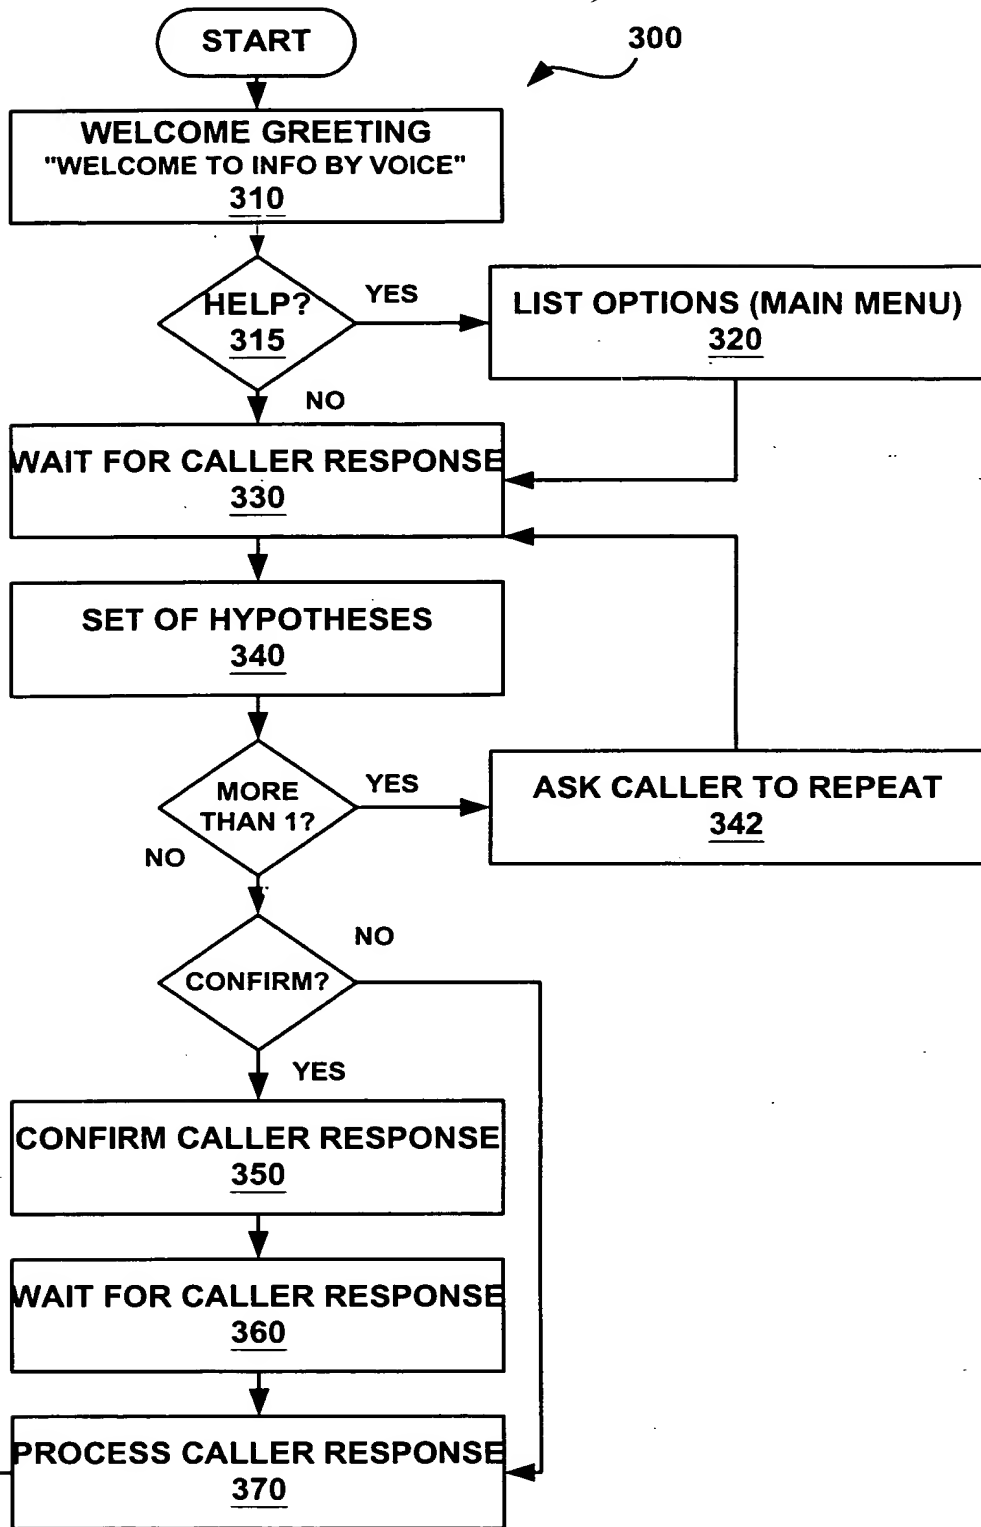 START
300
WELCOME GREETING
"WELCOME TO INFO BY VOICE"
310
HELP?
315
YES
LIST OPTIONS (MAIN MENU)
320
NO
WAIT FOR CALLER RESPONSE
330
SET OF HYPOTHESES
340
MORE
THAN 1?
YES
ASK CALLER TO REPEAT
342
NO
CONFIRM?
NO
YES
CONFIRM CALLER RESPONSE
350
WAIT FOR CALLER RESPONSE
360
PROCESS CALLER RESPONSE
370